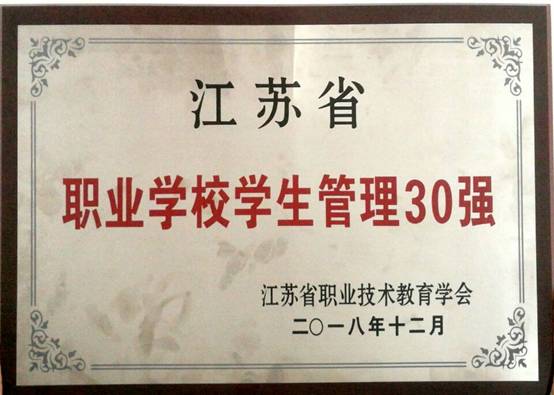 江苏省
职业学校学生管理30强
江苏省职业技术教育学会
二〇一八年十二月